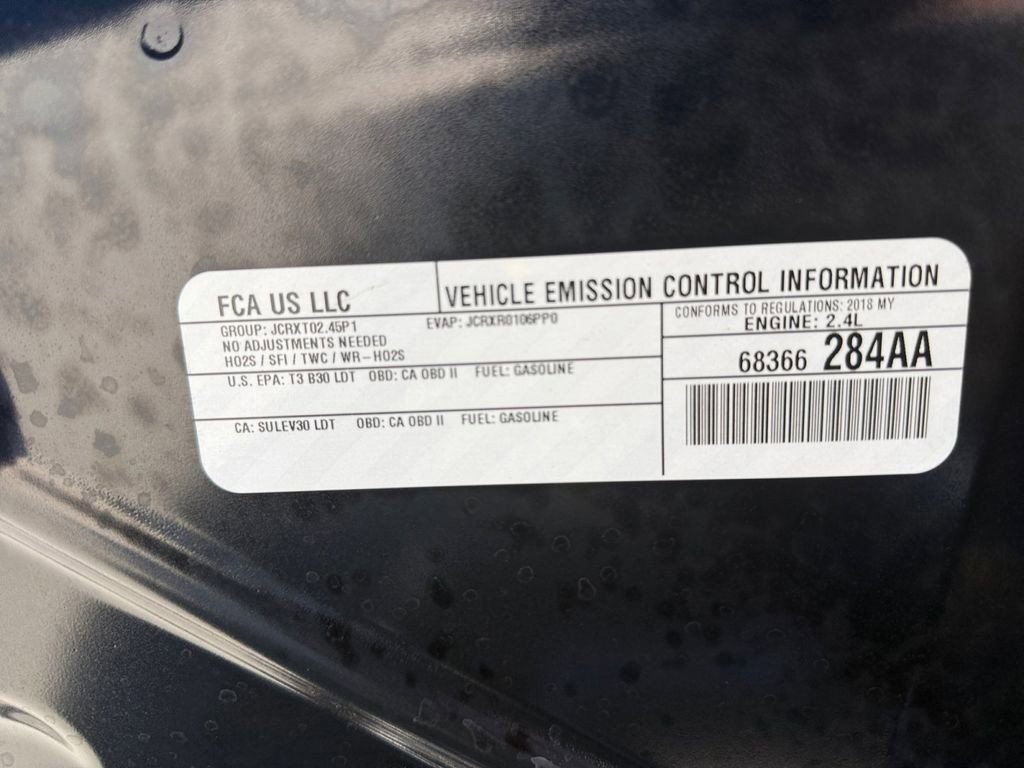 FCA US LLC
VEHICLE EMISSION CONTROL INFORMATION
GROUP: JCRXT02.45P1
EVAP: JCRXR0106PP0
NO ADJUSTMENTS NEEDED
HO2S / SFI / TWC / WR-HO2S
CONFORMS TO REGULATIONS: 2018 MY
ENGINE: 2.4L
68366 284AA
U.S. EPA: T3 B30 LDT OBD: CA OBD II FUEL: GASOLINE
CA: SULEV30 LDT OBD: CA OBD II FUEL: GASOLINE